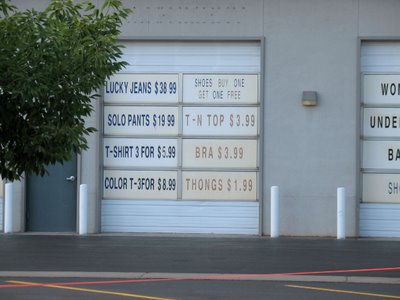 LUCKY JEANS $38.99
SHOES BUY ONE
GET ONE FREE
SOLO PANTS $19.99
T-N TOP $3.99
T-SHIRT 3 FOR $5.99
BRA $3.99
COLOR T-3FOR $8.99
THONGS $1.99
WO
UNDE
BA
SH